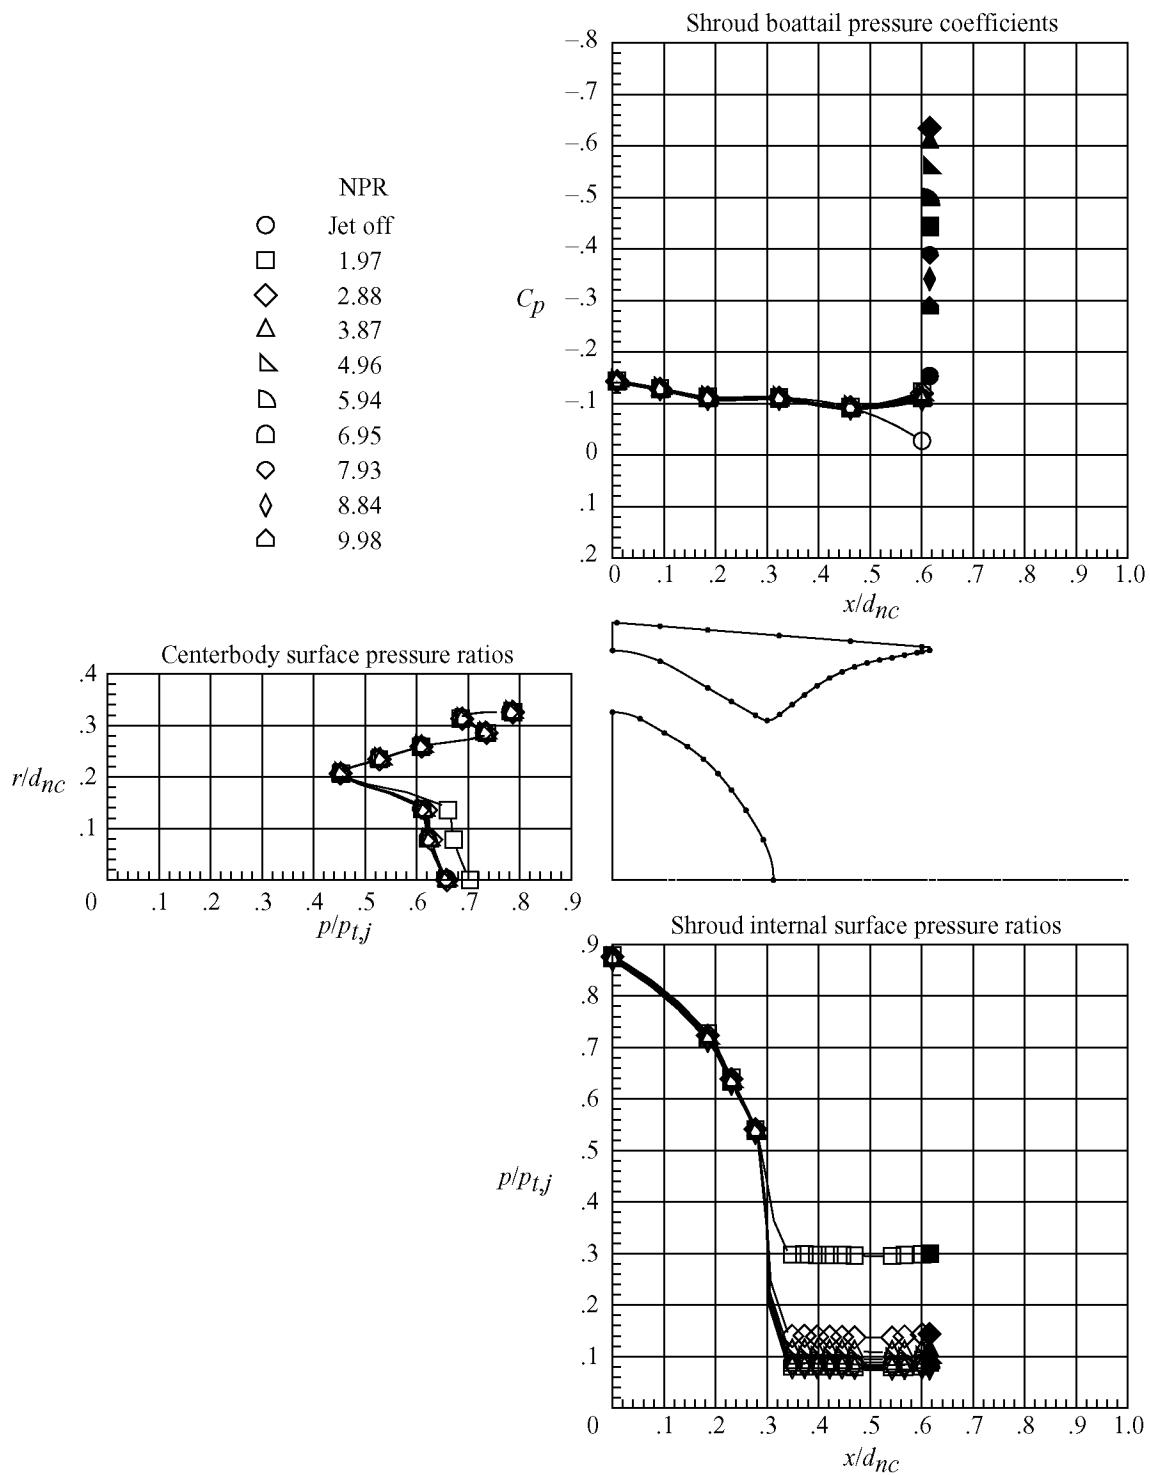 Shroud boattail pressure coefficients
–.8
–.7
–.6
–.5
–.4
–.3
–.2
–.1
0
.1
.2
C_p
0 .1 .2 .3 .4 .5 .6 .7 .8 .9 1.0
x/d_nc
NPR
Jet off
1.97
2.88
3.87
4.96
5.94
6.95
7.93
8.84
9.98
Centerbody surface pressure ratios
.4
.3
.2
.1
r/d_nc
0 .1 .2 .3 .4 .5 .6 .7 .8 .9
p/p_t,j
Shroud internal surface pressure ratios
.9
.8
.7
.6
.5
.4
.3
.2
.1
p/p_t,j
0 .1 .2 .3 .4 .5 .6 .7 .8 .9 1.0
x/d_nc